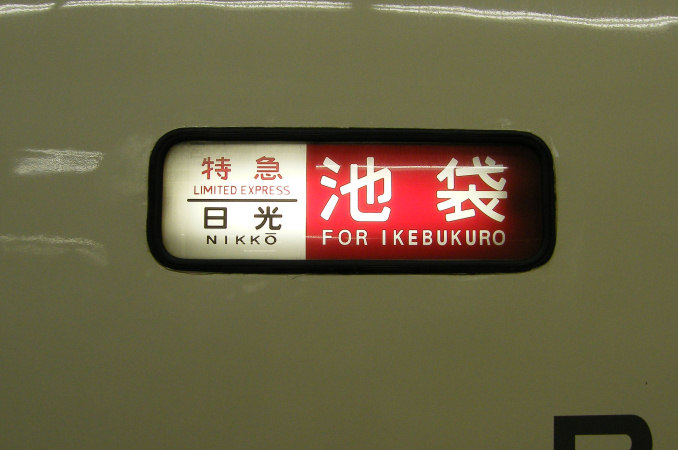 特急
LIMITED EXPRESS
日光
NIKKŌ
池袋
FOR IKEBUKURO